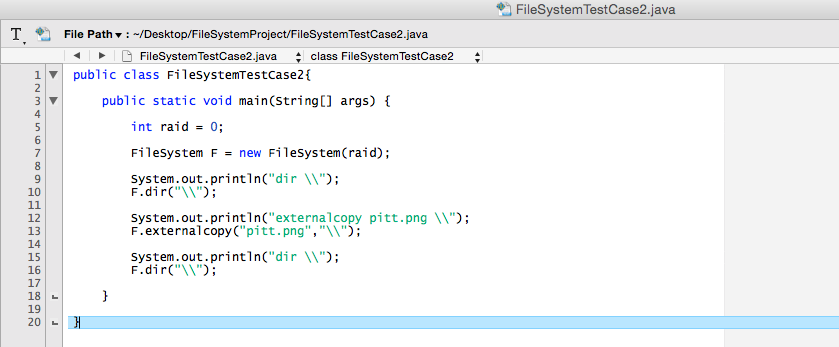 FileSystemTestCase2.java
File Path ▼ : ~/Desktop/FileSystemProject/FileSystemTestCase2.java
FileSystemTestCase2.java class FileSystemTestCase2
1 public class FileSystemTestCase2{
2
3 public static void main(String[] args) {
4
5 int raid = 0;
6
7 FileSystem F = new FileSystem(raid);
8
9 System.out.println("dir \\");
10 F.dir("\\");
11
12 System.out.println("externalcopy pitt.png \\");
13 F.externalcopy("pitt.png","\\");
14
15 System.out.println("dir \\");
16 F.dir("\\");
17
18 }
19
20 }